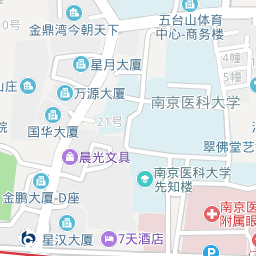 金鼎湾今朝天下
五台山体育
中心-商务楼
星月大厦
4幢
5幢
山庄
万源大厦
南京医科大学
21号
院
国华大厦
翠佛堂艺
晨光文具
南京医科大学
先知楼
金鹏大厦-D座
南京医
附属眼
星汉大厦
7天酒店